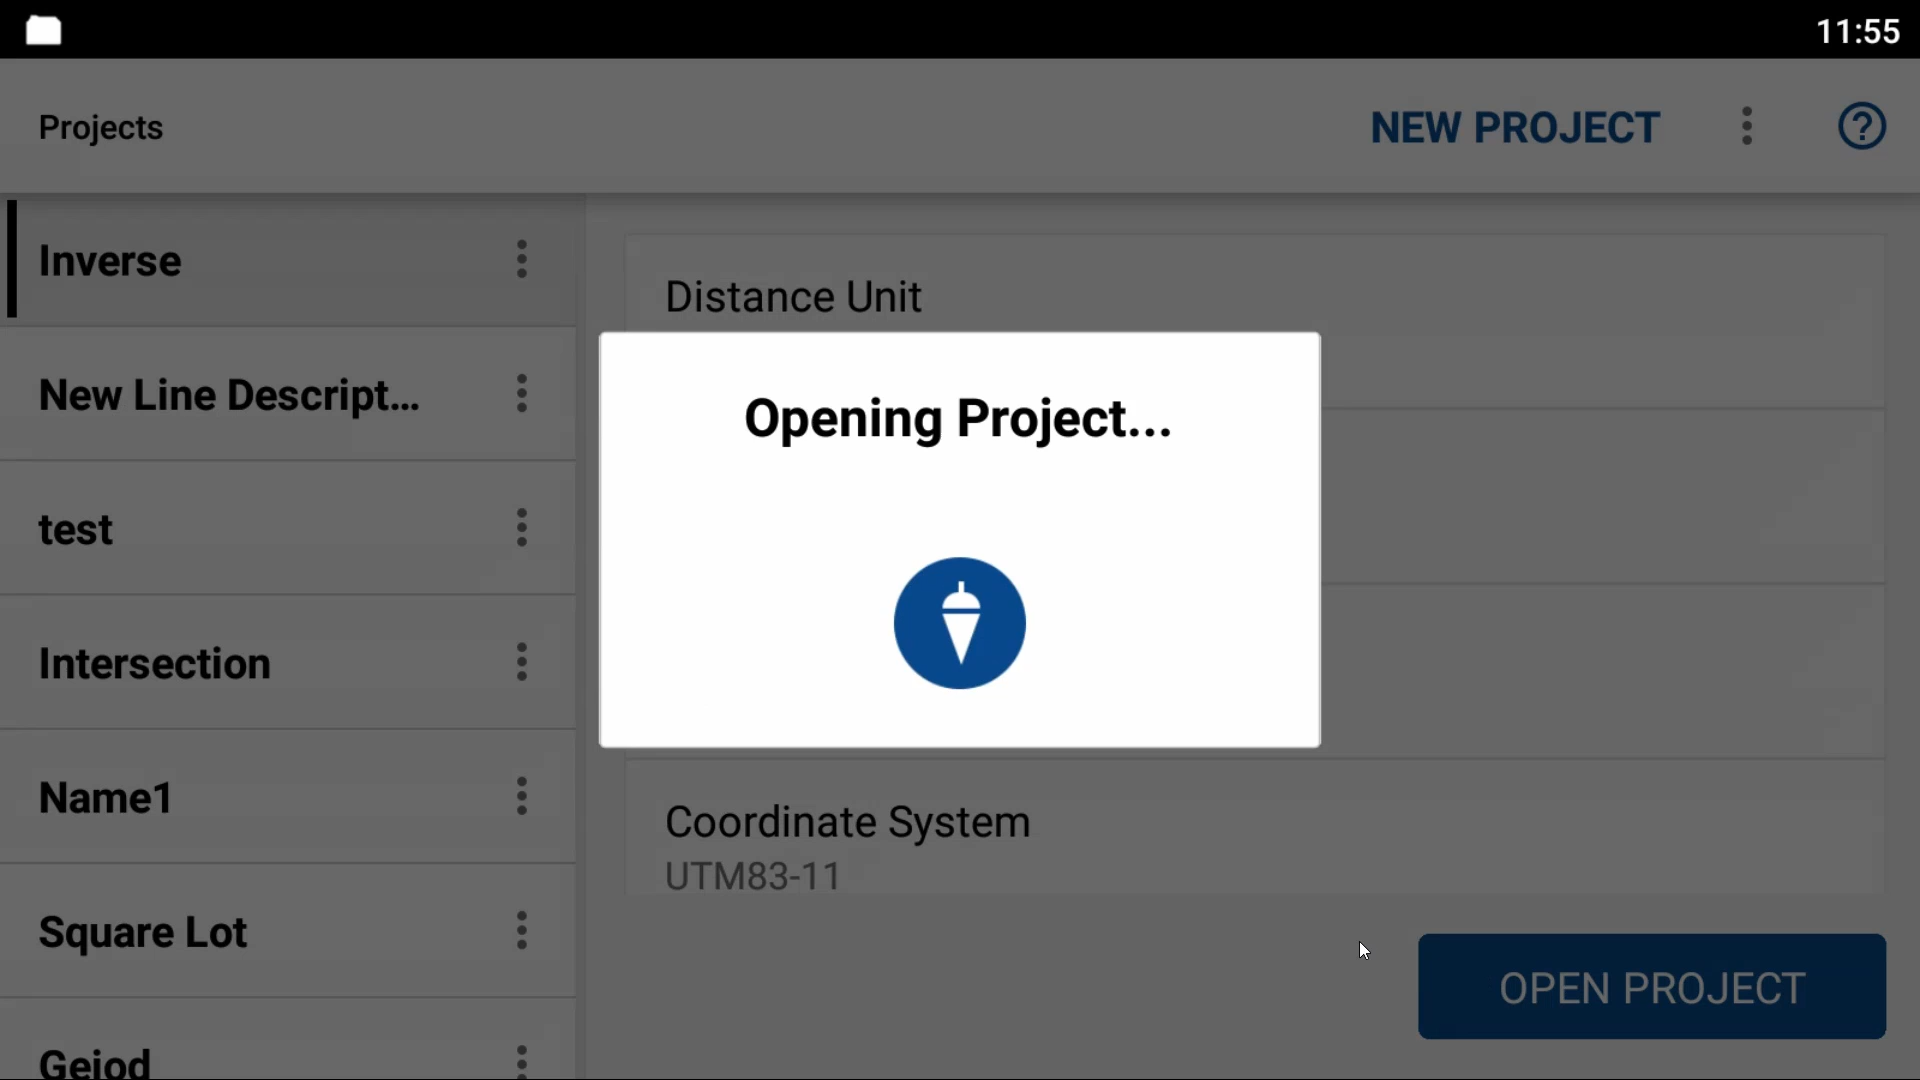 11:55
Projects
NEW PROJECT
Inverse
New Line Descript...
test
Intersection
Name1
Square Lot
Geiod
Distance Unit
Opening Project...
Coordinate System
UTM83-11
OPEN PROJECT